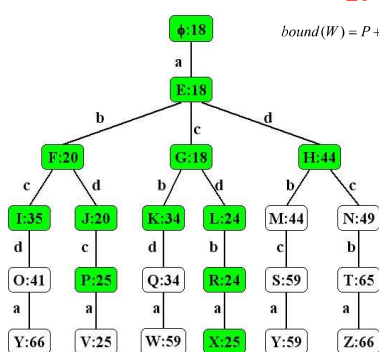 ϕ:18
bound(W) = P +
a
E:18
b c d
F:20 G:18 H:44
c d b d b c
I:35 J:20 K:34 L:24 M:44 N:49
d c d b c b
O:41 P:25 Q:34 R:24 S:59 T:65
a a a a a a
Y:66 V:25 W:59 X:25 Y:59 Z:66